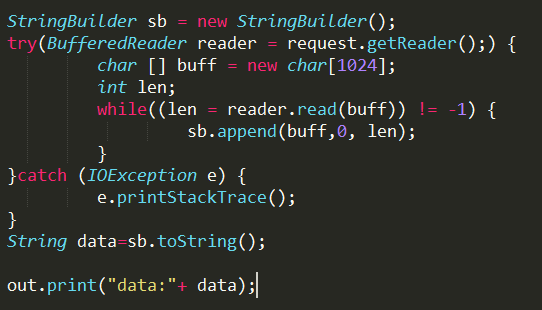 StringBuilder sb = new StringBuilder();
try(BufferedReader reader = request.getReader();) {
char [] buff = new char[1024];
int len;
while((len = reader.read(buff)) != -1) {
sb.append(buff,0, len);
}
}catch (IOException e) {
e.printStackTrace();
}
String data=sb.toString();
out.print("data:"+ data);